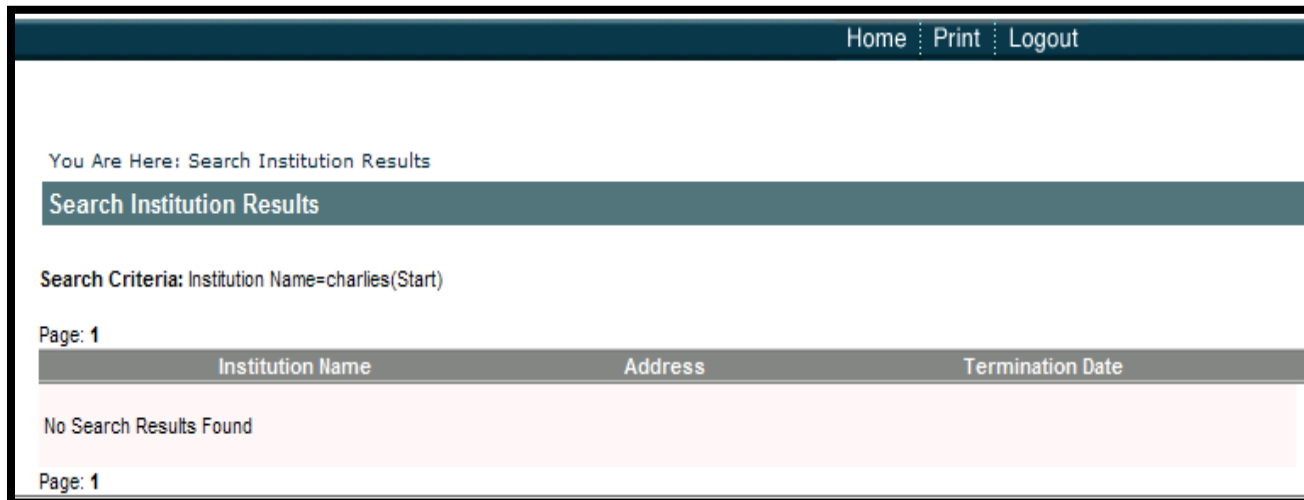 Home Print Logout
You Are Here: Search Institution Results
Search Institution Results
Search Criteria: Institution Name=charlies(Start)
Page: 1
Institution Name Address Termination Date
No Search Results Found
Page: 1